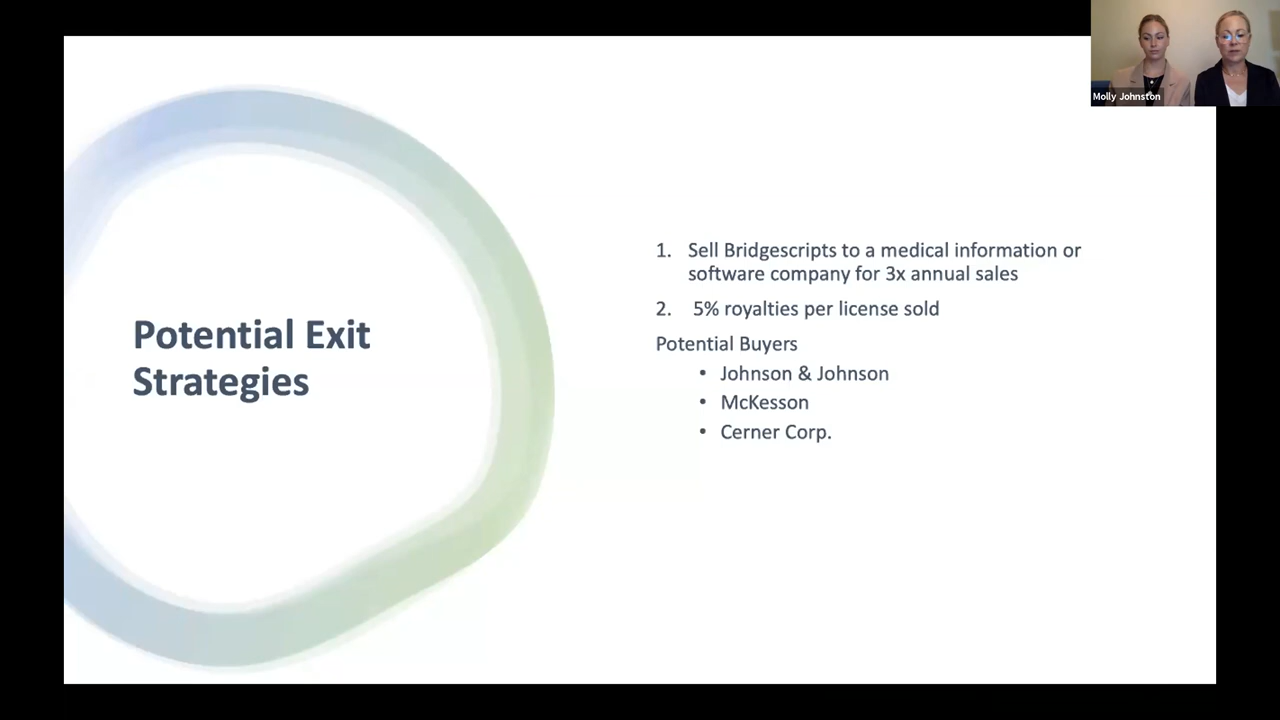 Molly Johnston
Potential Exit
Strategies
1. Sell Bridgescripts to a medical information or
software company for 3x annual sales
2. 5% royalties per license sold
Potential Buyers
• Johnson & Johnson
• McKesson
• Cerner Corp.